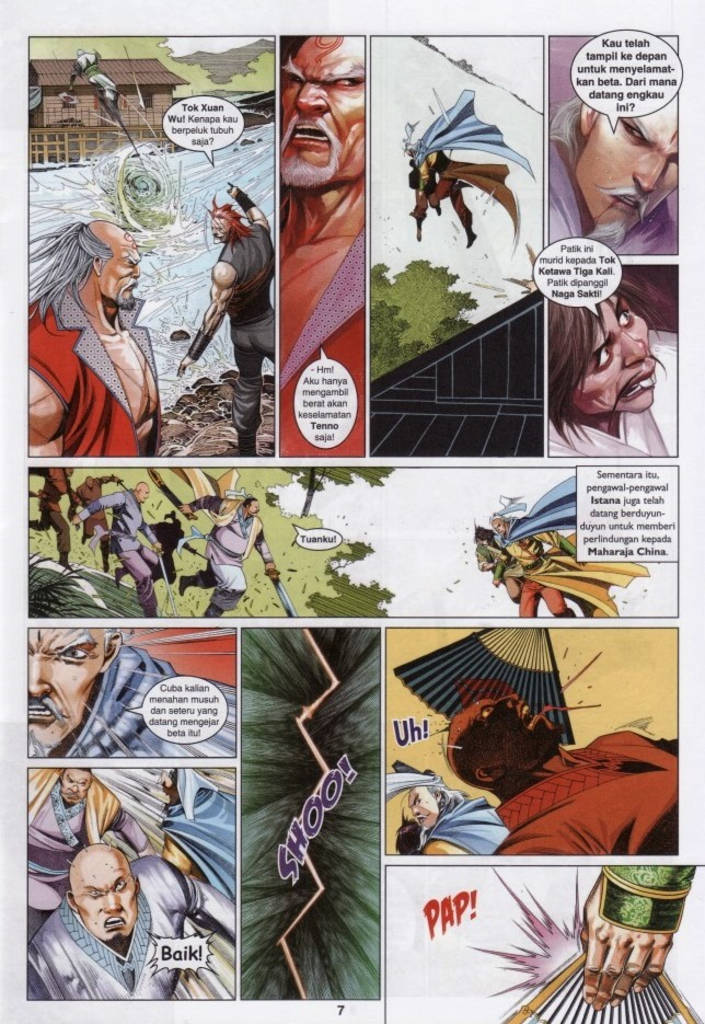 Tok Xuan
Wu! Kenapa kau
berpeluk tubuh
saja?
- Hm!
Aku hanya
mengambil
berat akan
keselamatan
Tenno
saja!
Kau telah
tampil ke depan
untuk menyelamat-
kan beta. Dari mana
datang engkau
ini?
Patik ini
murid kepada Tok
Ketawa Tiga Kali.
Patik dipanggil
Naga Sakti!
Tuanku!
Sementara itu,
pengawal-pengawal
Istana juga telah
datang berduyun-
duyun untuk memberi
perlindungan kepada
Maharaja China.
Cuba kalian
menahan musuh
dan seteru yang
datang mengejar
beta itu!
Baik!
SHOO!
Uh!
PAP!
7